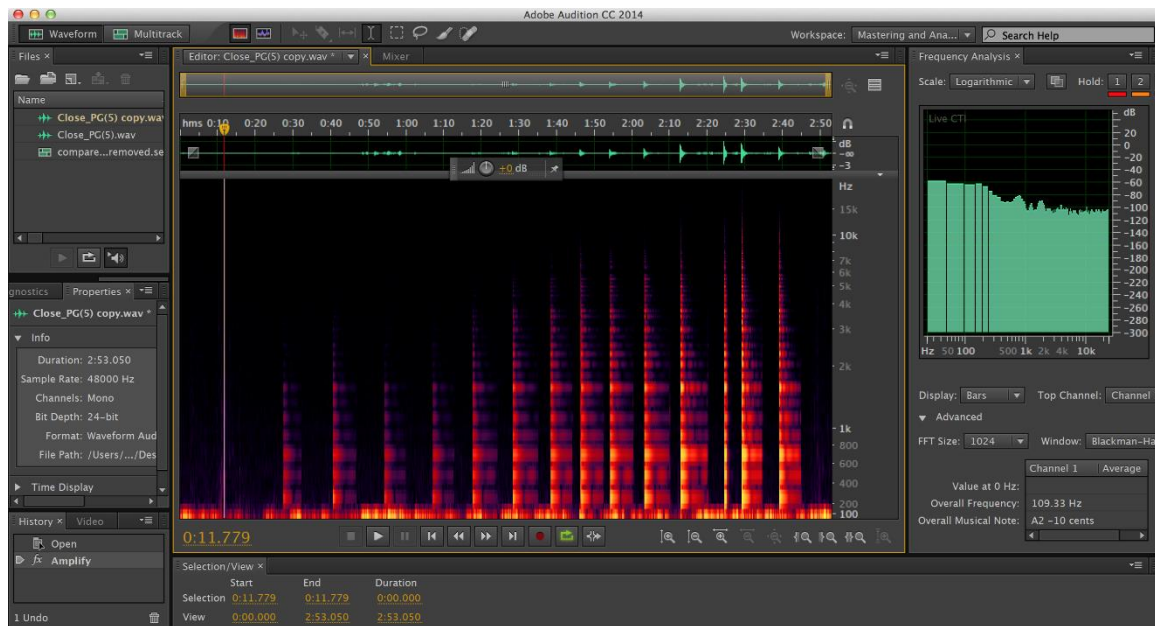 Adobe Audition CC 2014
Waveform Multitrack Workspace: Mastering and Ana... Search Help
Files ×
Name
Close_PG(5) copy.wav
Close_PG(5).wav
compare...removed.se
Editor: Close_PG(5) copy.wav * × Mixer
hms 0:10 0:20 0:30 0:40 0:50 1:00 1:10 1:20 1:30 1:40 1:50 2:00 2:10 2:20 2:30 2:40 2:50
dB
-∞
-3
+0 dB
Hz
15k
10k
7k
6k
5k
4k
3k
2k
1k
800
600
400
200
100
0:11.779
Frequency Analysis ×
Scale: Logarithmic Hold: 1 2
Live CTI
dB
20
0
-20
-40
-60
-80
-100
-120
-140
-160
-180
-200
-220
-240
-260
-280
-300
Hz 50 100 500 1k 2k 4k 10k
Display: Bars Top Channel: Channel
Advanced
FFT Size: 1024 Window: Blackman-Ha
Channel 1 Average
Value at 0 Hz:
Overall Frequency: 109.33 Hz
Overall Musical Note: A2 -10 cents
gnostics Properties ×
Close_PG(5) copy.wav *
Info
Duration: 2:53.050
Sample Rate: 48000 Hz
Channels: Mono
Bit Depth: 24-bit
Format: Waveform Aud
File Path: /Users/.../Des
Time Display
History × Video
Open
fx Amplify
1 Undo
Selection/View ×
Start End Duration
Selection 0:11.779 0:11.779 0:00.000
View 0:00.000 2:53.050 2:53.050